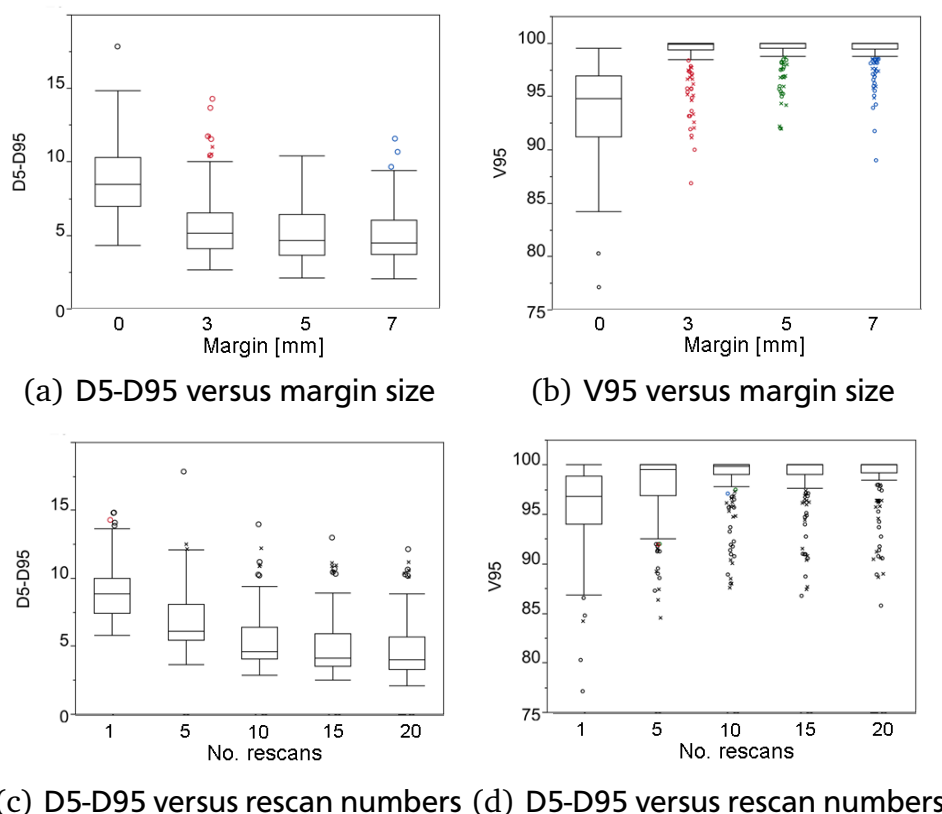 D5-D95
15
10
5
0
0 3 5 7
Margin [mm]
(a) D5-D95 versus margin size
V95
100
95
90
85
80
75
0 3 5 7
Margin [mm]
(b) V95 versus margin size
D5-D95
15
10
5
0
1 5 10 15 20
No. rescans
(c) D5-D95 versus rescan numbers
V95
100
95
90
85
80
75
1 5 10 15 20
No. rescans
(d) D5-D95 versus rescan numbers